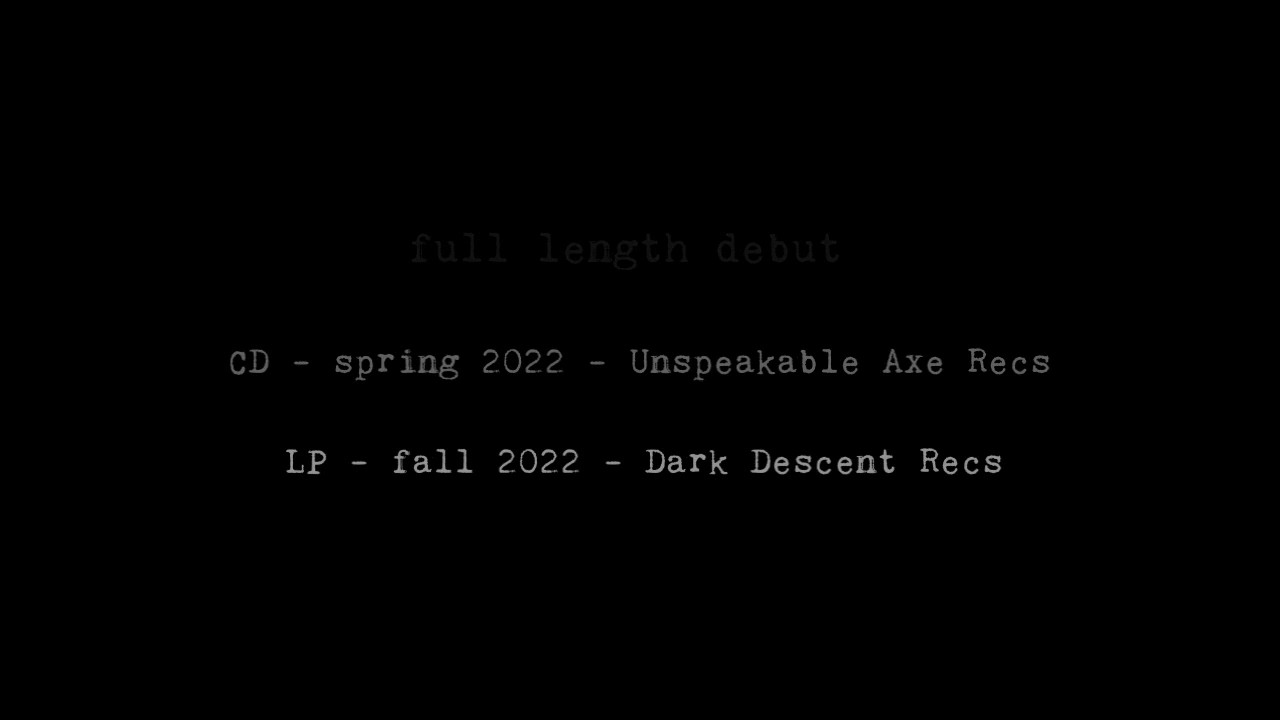 full length debut
CD - spring 2022 - Unspeakable Axe Recs
LP - fall 2022 - Dark Descent Recs